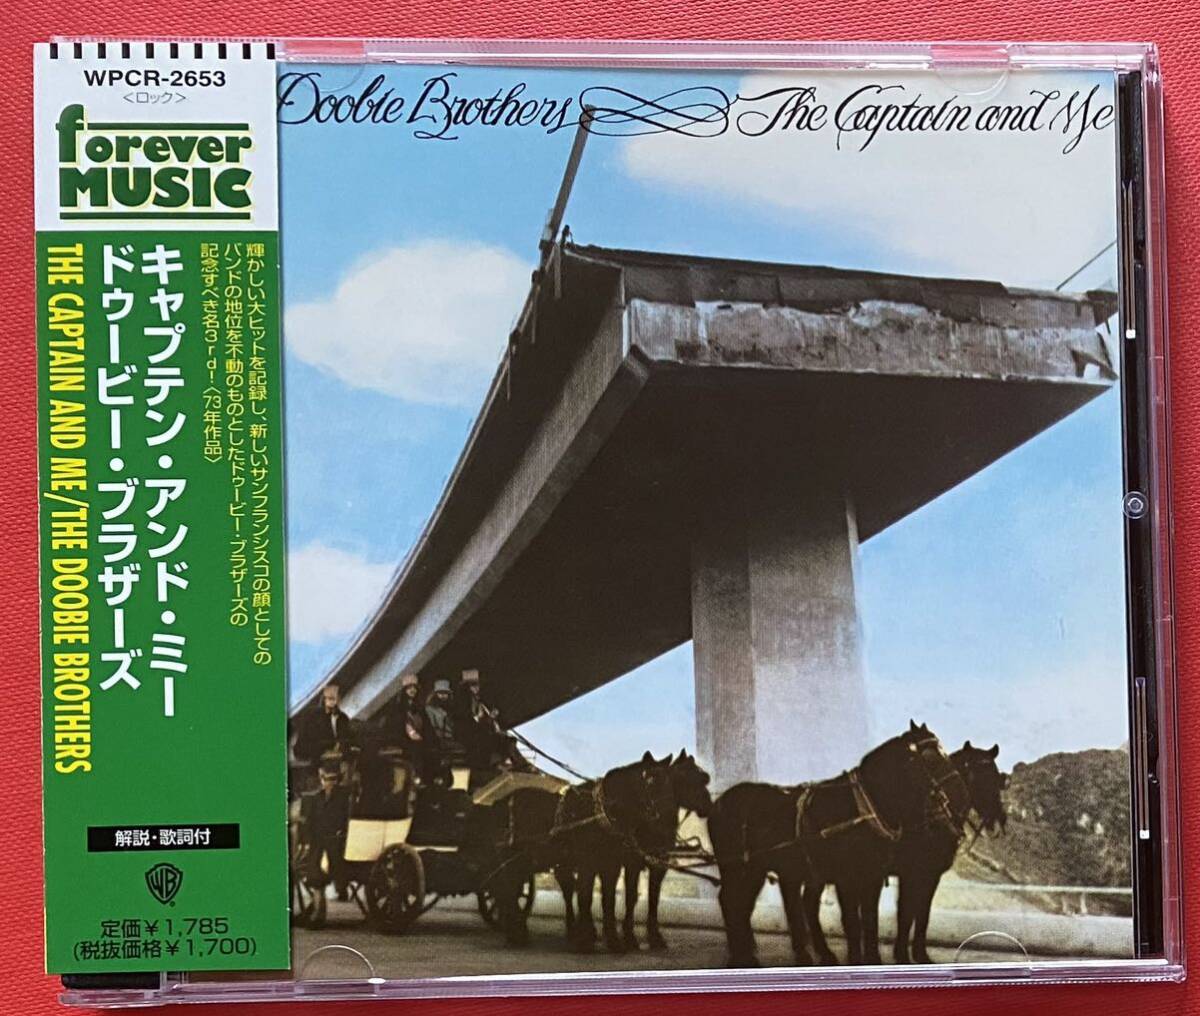 WPCR-2653
<ロック>
forever
MUSIC
Doobie Brothers The Captain and Me
輝かしい大ヒットを記録し、新しいサンフランシスコの顔としての
バンドの地位を不動のものとしたドゥービー・ブラザーズの
記念すべき名3rd!〈'73年作品〉
キャプテン・アンド・ミー
ドゥービー・ブラザーズ
THE CAPTAIN AND ME/THE DOOBIE BROTHERS
解説・歌詞付
WB
定価¥1,785
(税抜価格¥1,700)